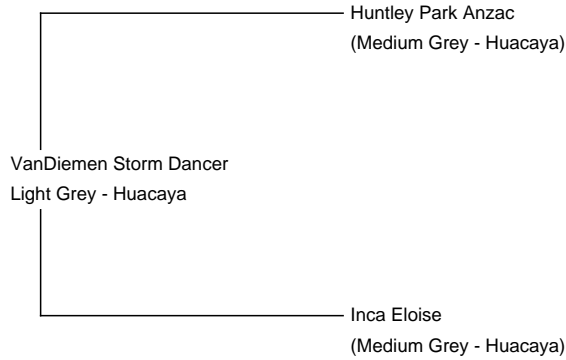 Huntley Park Anzac
(Medium Grey - Huacaya)
VanDiemen Storm Dancer
Light Grey - Huacaya
Inca Eloise
(Medium Grey - Huacaya)